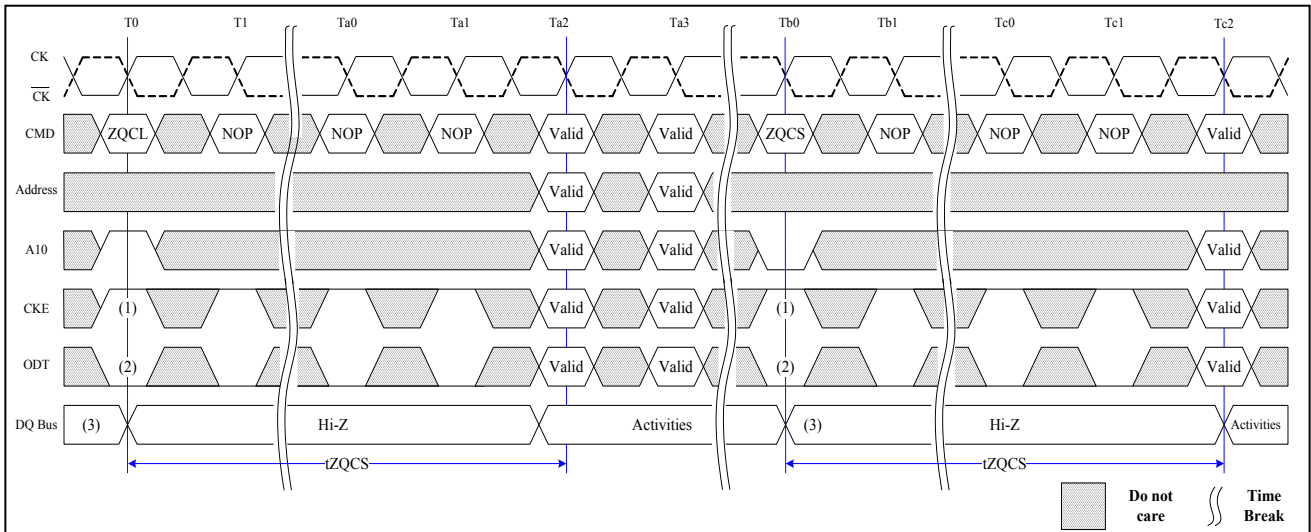 T0 T1 Ta0 Ta1 Ta2 Ta3 Tb0 Tb1 Tc0 Tc1 Tc2
CK
CK
CMD ZQCL NOP NOP NOP Valid Valid ZQCS NOP NOP NOP Valid
Address Valid Valid
A10 Valid Valid Valid
CKE (1) Valid Valid (1) Valid
ODT (2) Valid Valid (2) Valid
DQ Bus (3) Hi-Z Activities (3) Hi-Z Activities
tZQCS tZQCS
Do not care
Time Break